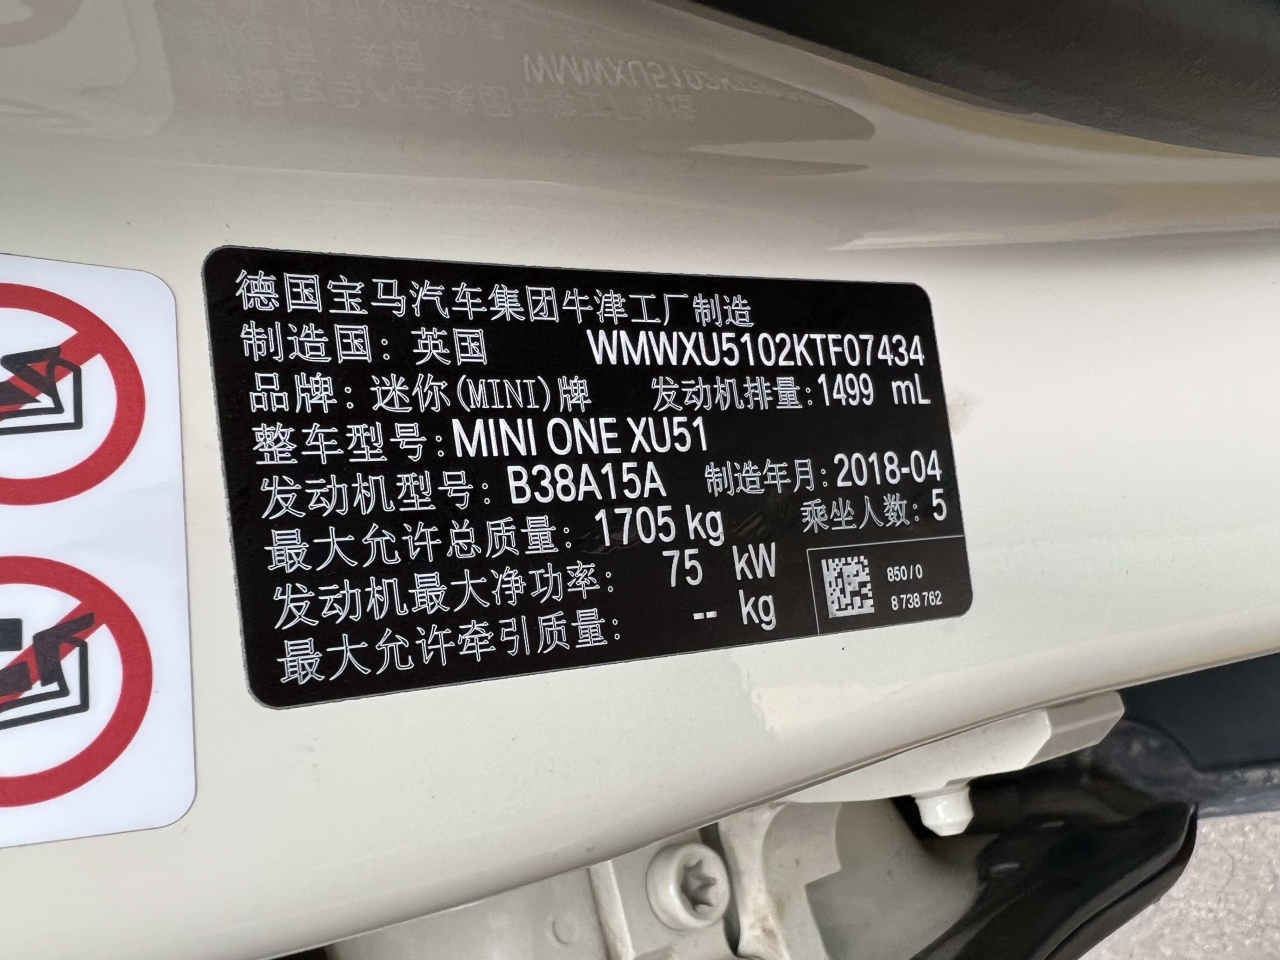 德国宝马汽车集团牛津工厂制造
制造国: 英国 WMWXU5102KTF07434
品牌: 迷你(MINI)牌 发动机排量: 1499 mL
整车型号: MINI ONE XU51
发动机型号: B38A15A 制造年月: 2018-04
最大允许总质量: 1705 kg 乘坐人数: 5
发动机最大净功率: 75 kW
最大允许牵引质量: -- kg
850/0
8 738 762